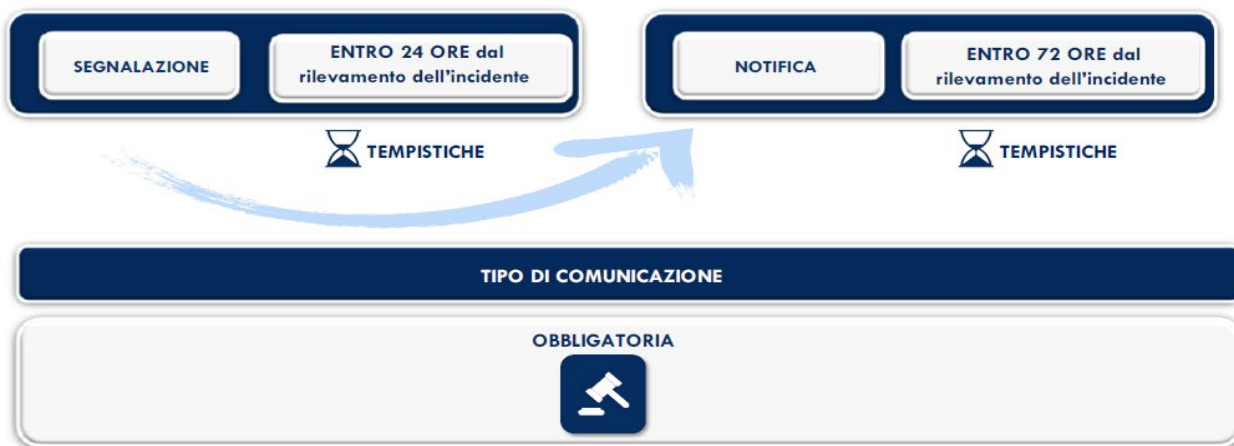 SEGNALAZIONE
ENTRO 24 ORE dal
rilevamento dell'incidente
TEMPISTICHE
NOTIFICA
ENTRO 72 ORE dal
rilevamento dell'incidente
TEMPISTICHE
TIPO DI COMUNICAZIONE
OBBLIGATORIA